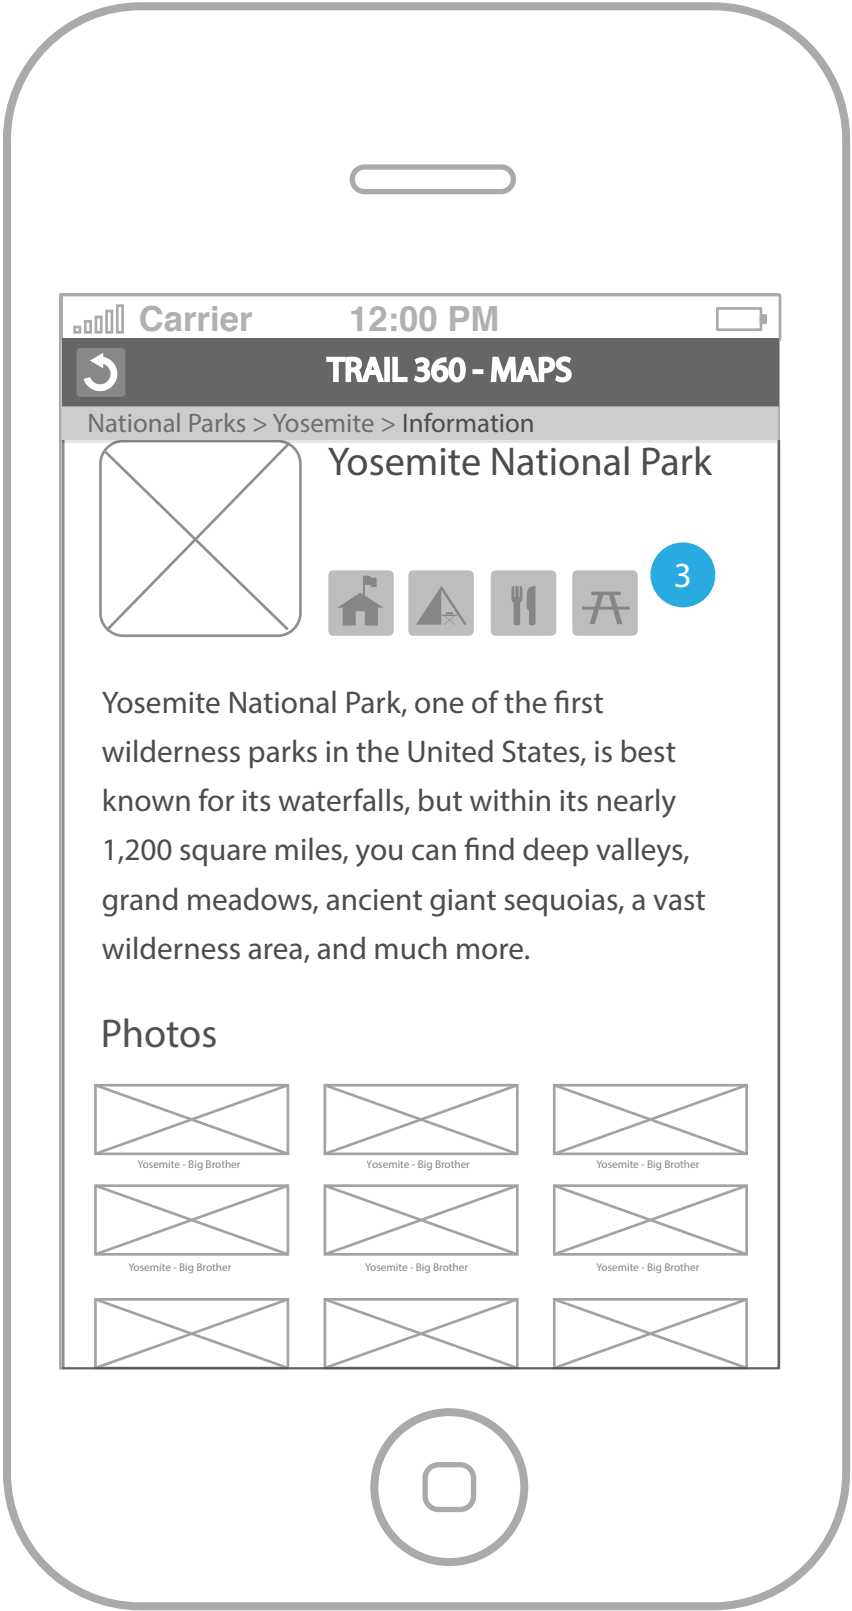 Carrier 12:00 PM
TRAIL 360 - MAPS
National Parks > Yosemite > Information
Yosemite National Park
3
Yosemite National Park, one of the first
wilderness parks in the United States, is best
known for its waterfalls, but within its nearly
1,200 square miles, you can find deep valleys,
grand meadows, ancient giant sequoias, a vast
wilderness area, and much more.
Photos
Yosemite - Big Brother Yosemite - Big Brother Yosemite - Big Brother
Yosemite - Big Brother Yosemite - Big Brother Yosemite - Big Brother